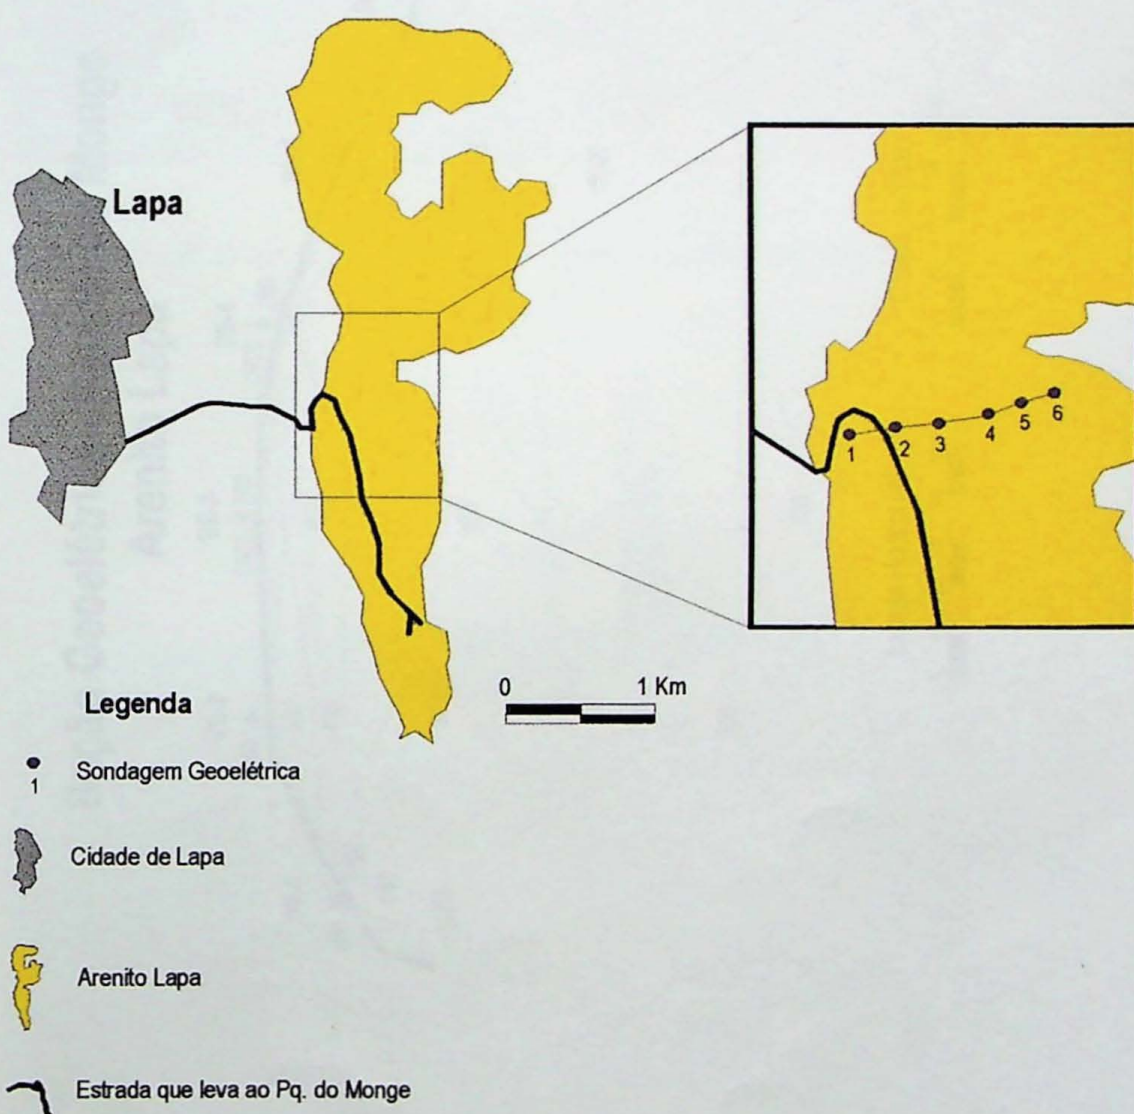 Lapa
1 2 3 4 5 6
0 1 Km
Legenda
1 Sondagem Geoelétrica
Cidade de Lapa
Arenito Lapa
Estrada que leva ao Pq. do Monge